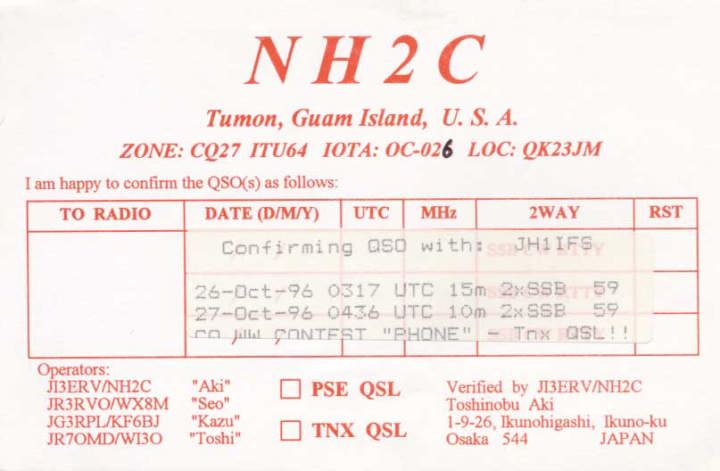 NH2C
Tumon, Guam Island, U. S. A.
ZONE: CQ27 ITU64 IOTA: OC-026 LOC: QK23JM
I am happy to confirm the QSO(s) as follows:
TO RADIO DATE (D/M/Y) UTC MHz 2WAY RST
Confirming QSO with: JH1IFS
26-Oct-96 0317 UTC 15m 2xSSB 59
27-Oct-96 0436 UTC 10m 2xSSB 59
CQ WW CONTEST "PHONE" - Tnx QSL!!
Operators:
JI3ERV/NH2C "Aki"
JR3RVO/WX8M "Seo"
JG3RPL/KF6BJ "Kazu"
JR7OMD/WI3O "Toshi"
PSE QSL
TNX QSL
Verified by JI3ERV/NH2C
Toshinobu Aki
1-9-26, Ikunohigashi, Ikuno-ku
Osaka 544 JAPAN